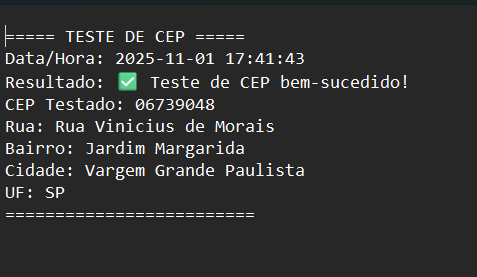 ===== TESTE DE CEP =====
Data/Hora: 2025-11-01 17:41:43
Resultado: ✅ Teste de CEP bem-sucedido!
CEP Testado: 06739048
Rua: Rua Vinicius de Morais
Bairro: Jardim Margarida
Cidade: Vargem Grande Paulista
UF: SP
=========================